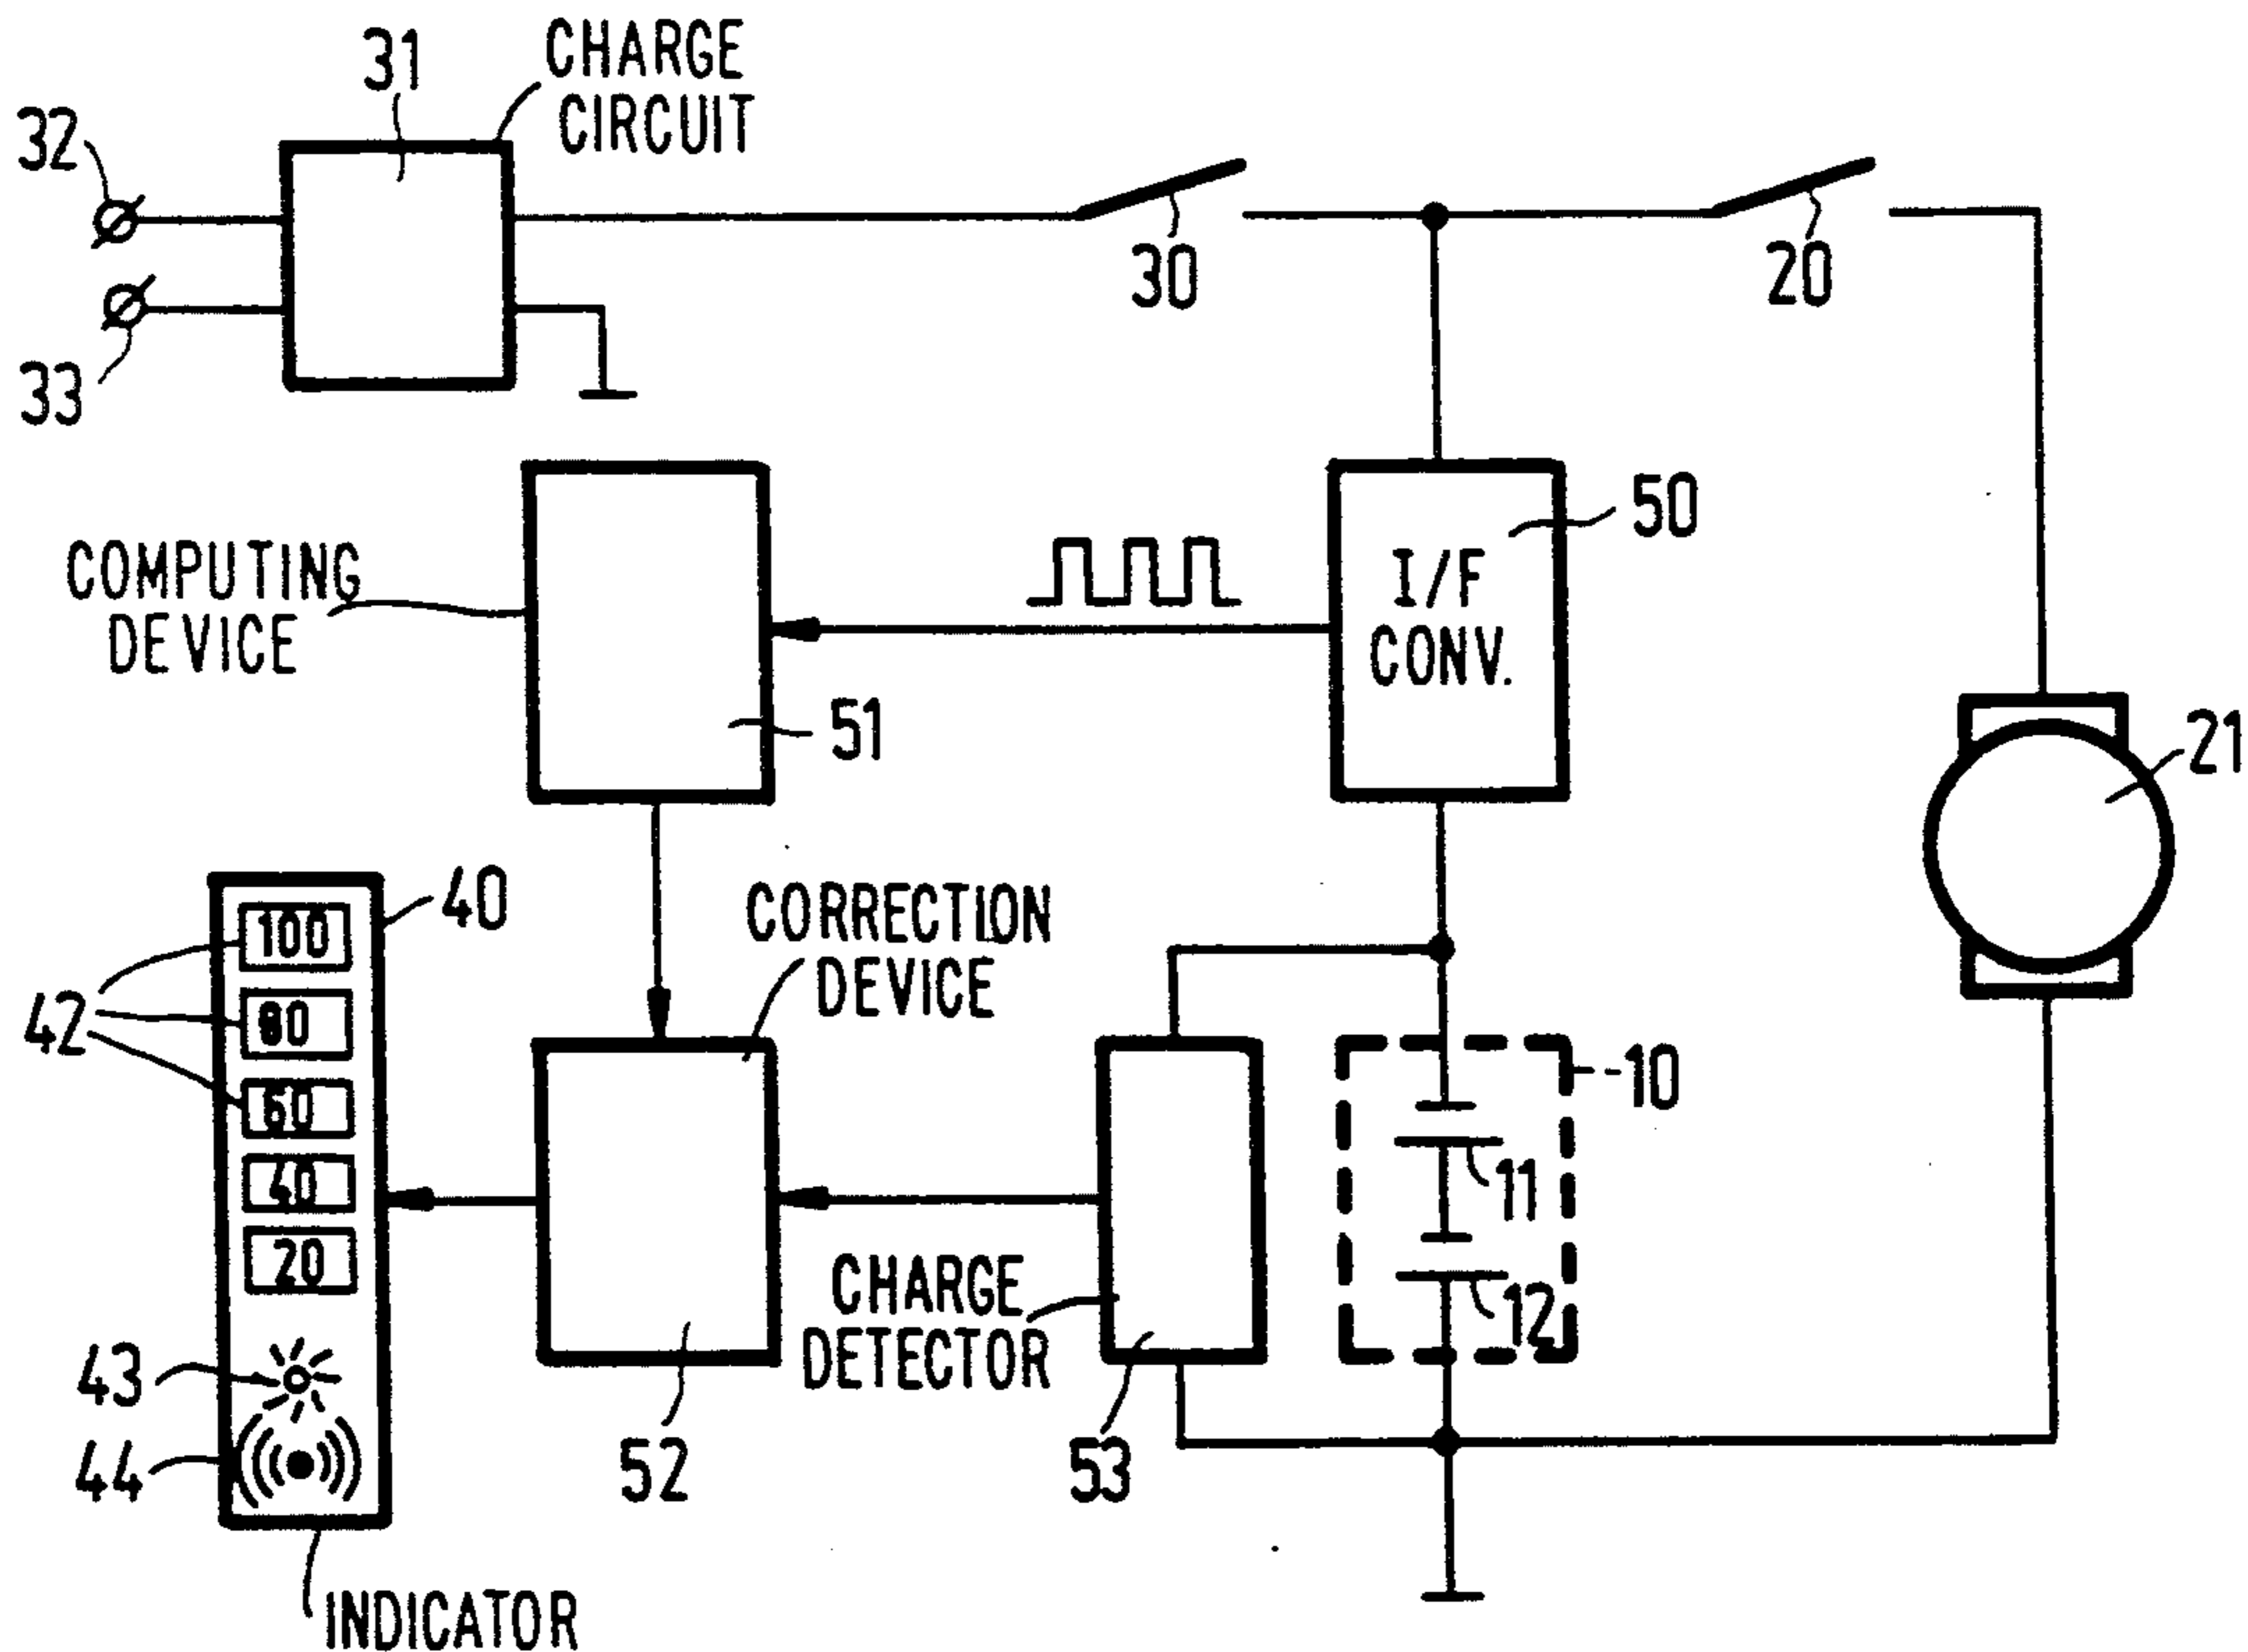 31
CHARGE
CIRCUIT
32
33
30
20
50
I/F
CONV.
COMPUTING
DEVICE
51
21
40
100
80
60
40
20
42
CORRECTION
DEVICE
10
11
12
CHARGE
DETECTOR
43
44
52
53
INDICATOR